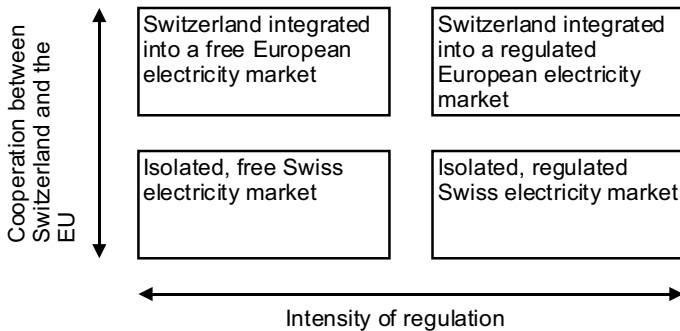 Cooperation between
Switzerland and the
EU
Switzerland integrated
into a free European
electricity market
Switzerland integrated
into a regulated
European electricity
market
Isolated, free Swiss
electricity market
Isolated, regulated
Swiss electricity market
Intensity of regulation